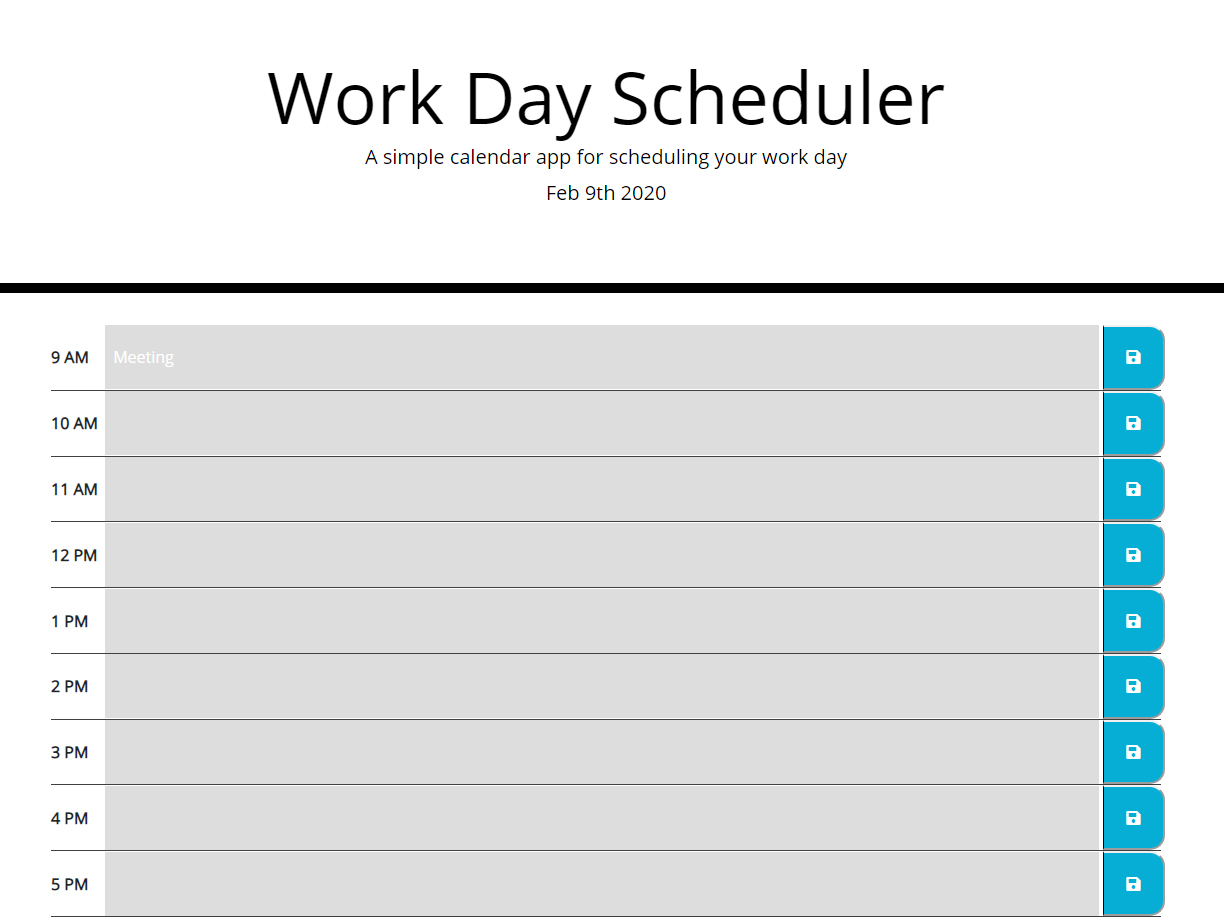 Work Day Scheduler
A simple calendar app for scheduling your work day
Feb 9th 2020
9 AM Meeting
10 AM
11 AM
12 PM
1 PM
2 PM
3 PM
4 PM
5 PM